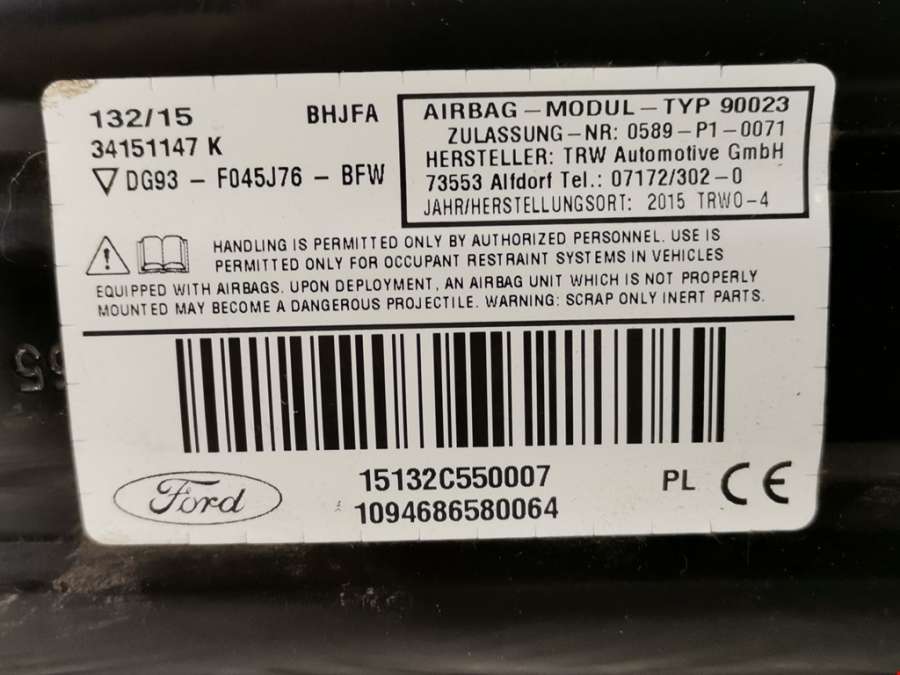 132/15
BHJFA
34151147 K
DG93 - F045J76 - BFW
AIRBAG - MODUL - TYP 90023
ZULASSUNG - NR: 0589 - P1 - 0071
HERSTELLER: TRW Automotive GmbH
73553 Alfdorf Tel.: 07172/302-0
JAHR/HERSTELLUNGSORT: 2015 TRWO-4
HANDLING IS PERMITTED ONLY BY AUTHORIZED PERSONNEL. USE IS
PERMITTED ONLY FOR OCCUPANT RESTRAINT SYSTEMS IN VEHICLES
EQUIPPED WITH AIRBAGS. UPON DEPLOYMENT, AN AIRBAG UNIT WHICH IS NOT PROPERLY
MOUNTED MAY BECOME A DANGEROUS PROJECTILE. WARNING: SCRAP ONLY INERT PARTS.
Ford
15132C550007
1094686580064
PL CE